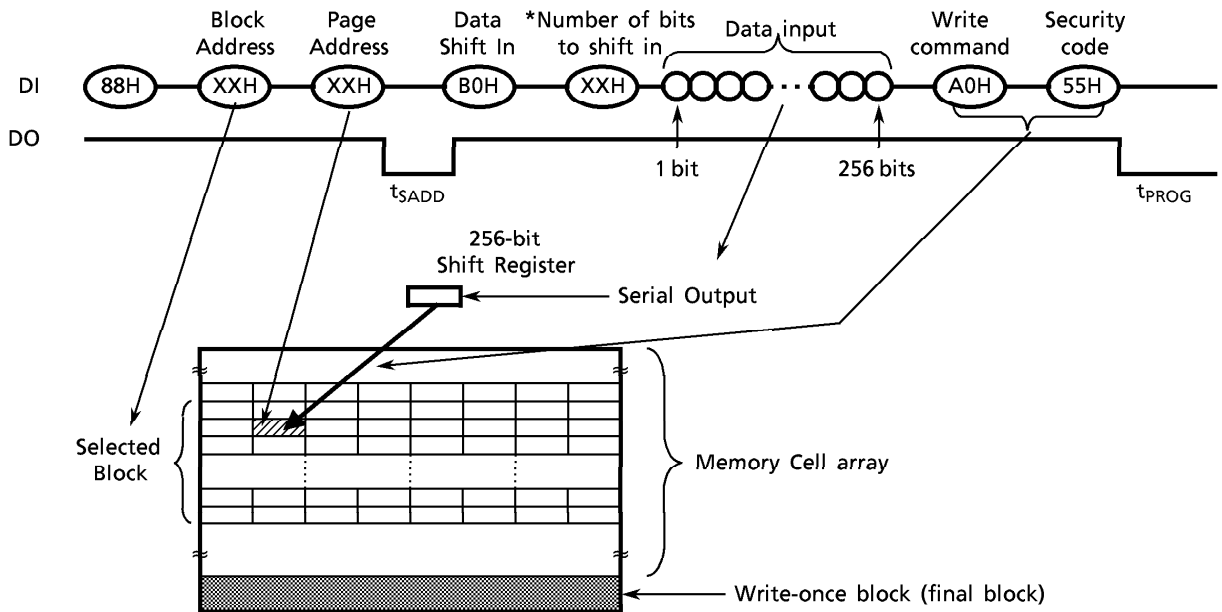 Block
Address
Page
Address
Data
Shift In
*Number of bits
to shift in
Data input
Write
command
Security
code
DI
88H
XXH
XXH
B0H
XXH
A0H
55H
DO
tSADD
1 bit
256 bits
tPROG
256-bit
Shift Register
Serial Output
Selected
Block
Memory Cell array
Write-once block (final block)